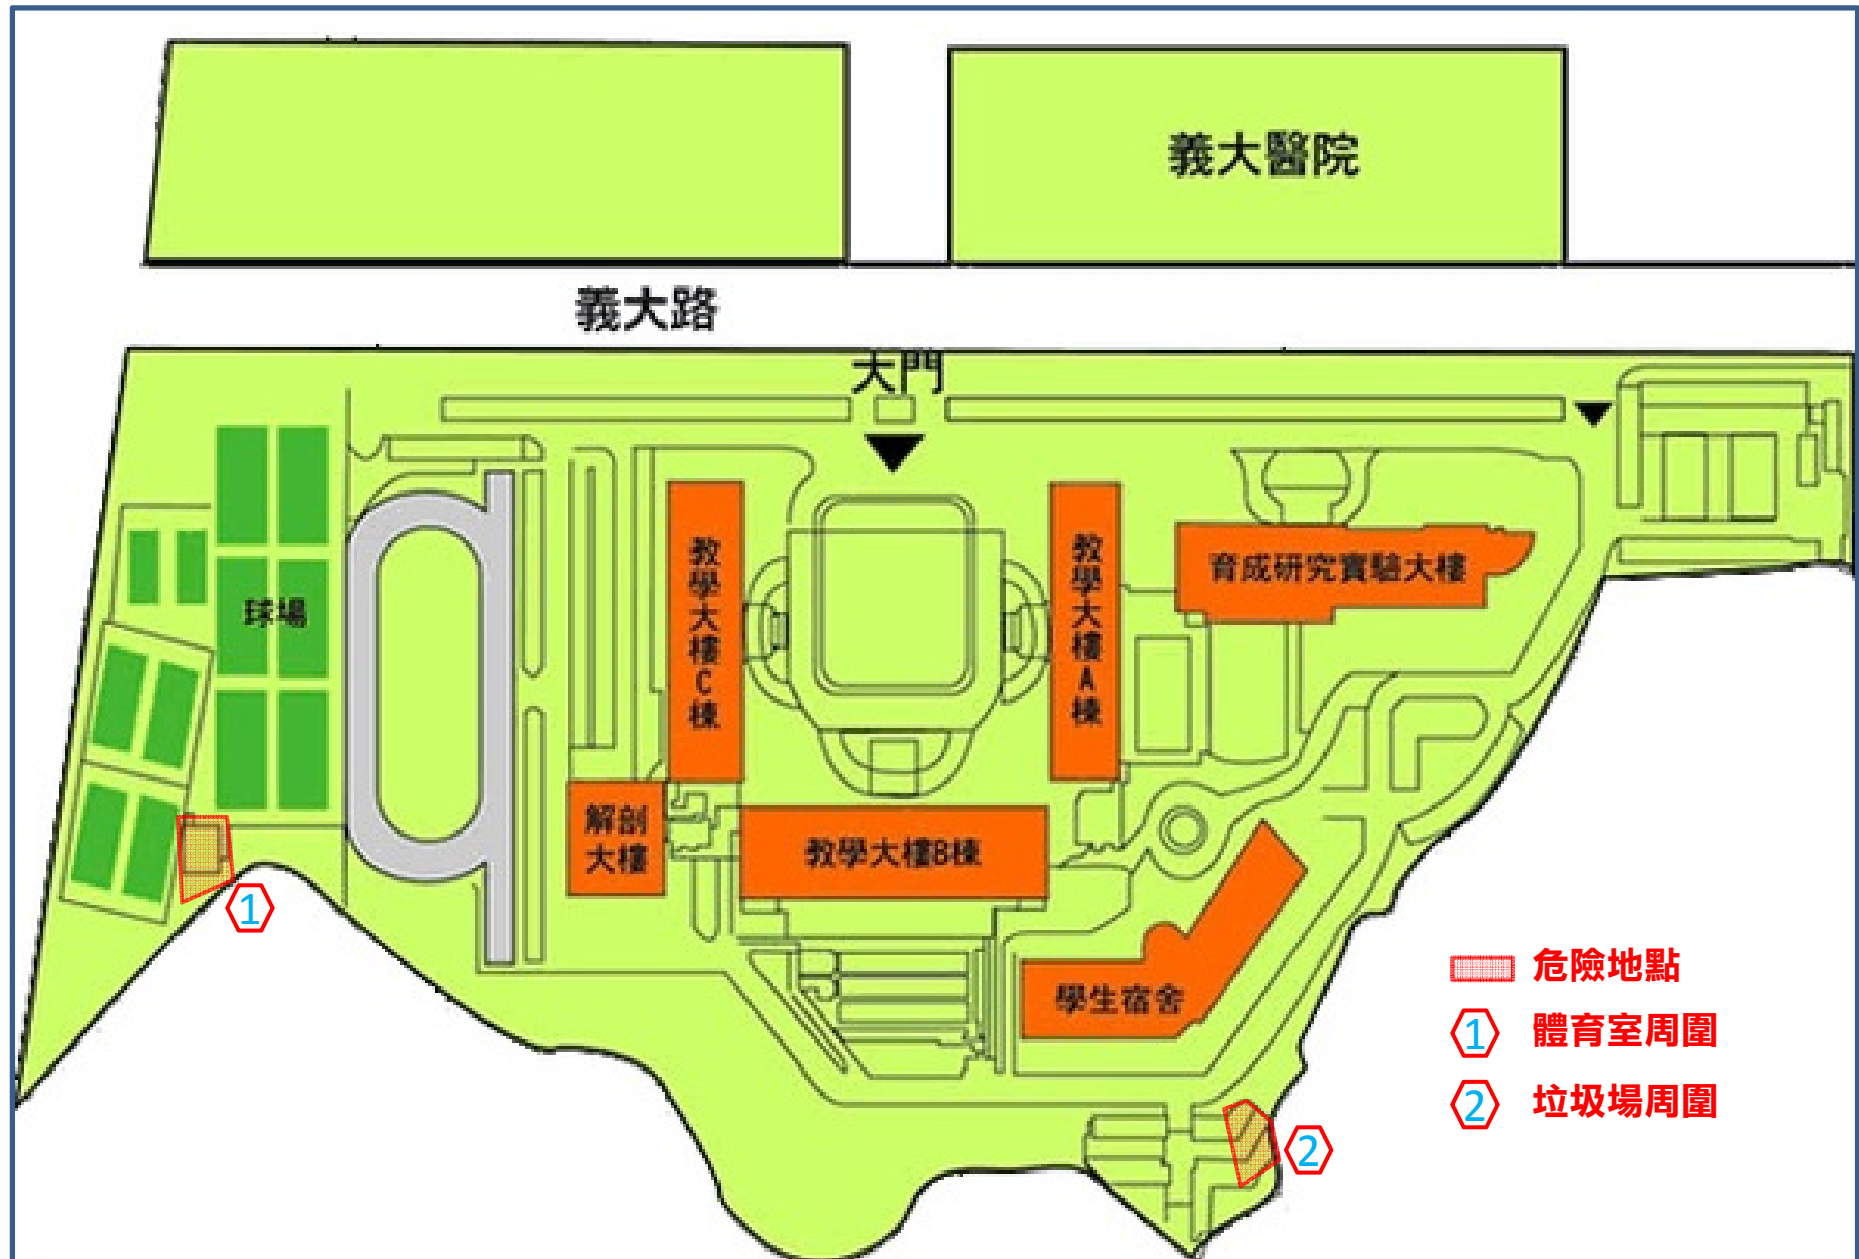 義大醫院
義大路
大門
教學大樓C棟
教學大樓A棟
育成研究實驗大樓
球場
解剖
大樓
教學大樓B棟
學生宿舍
1
2
危險地點
1 體育室周圍
2 垃圾場周圍